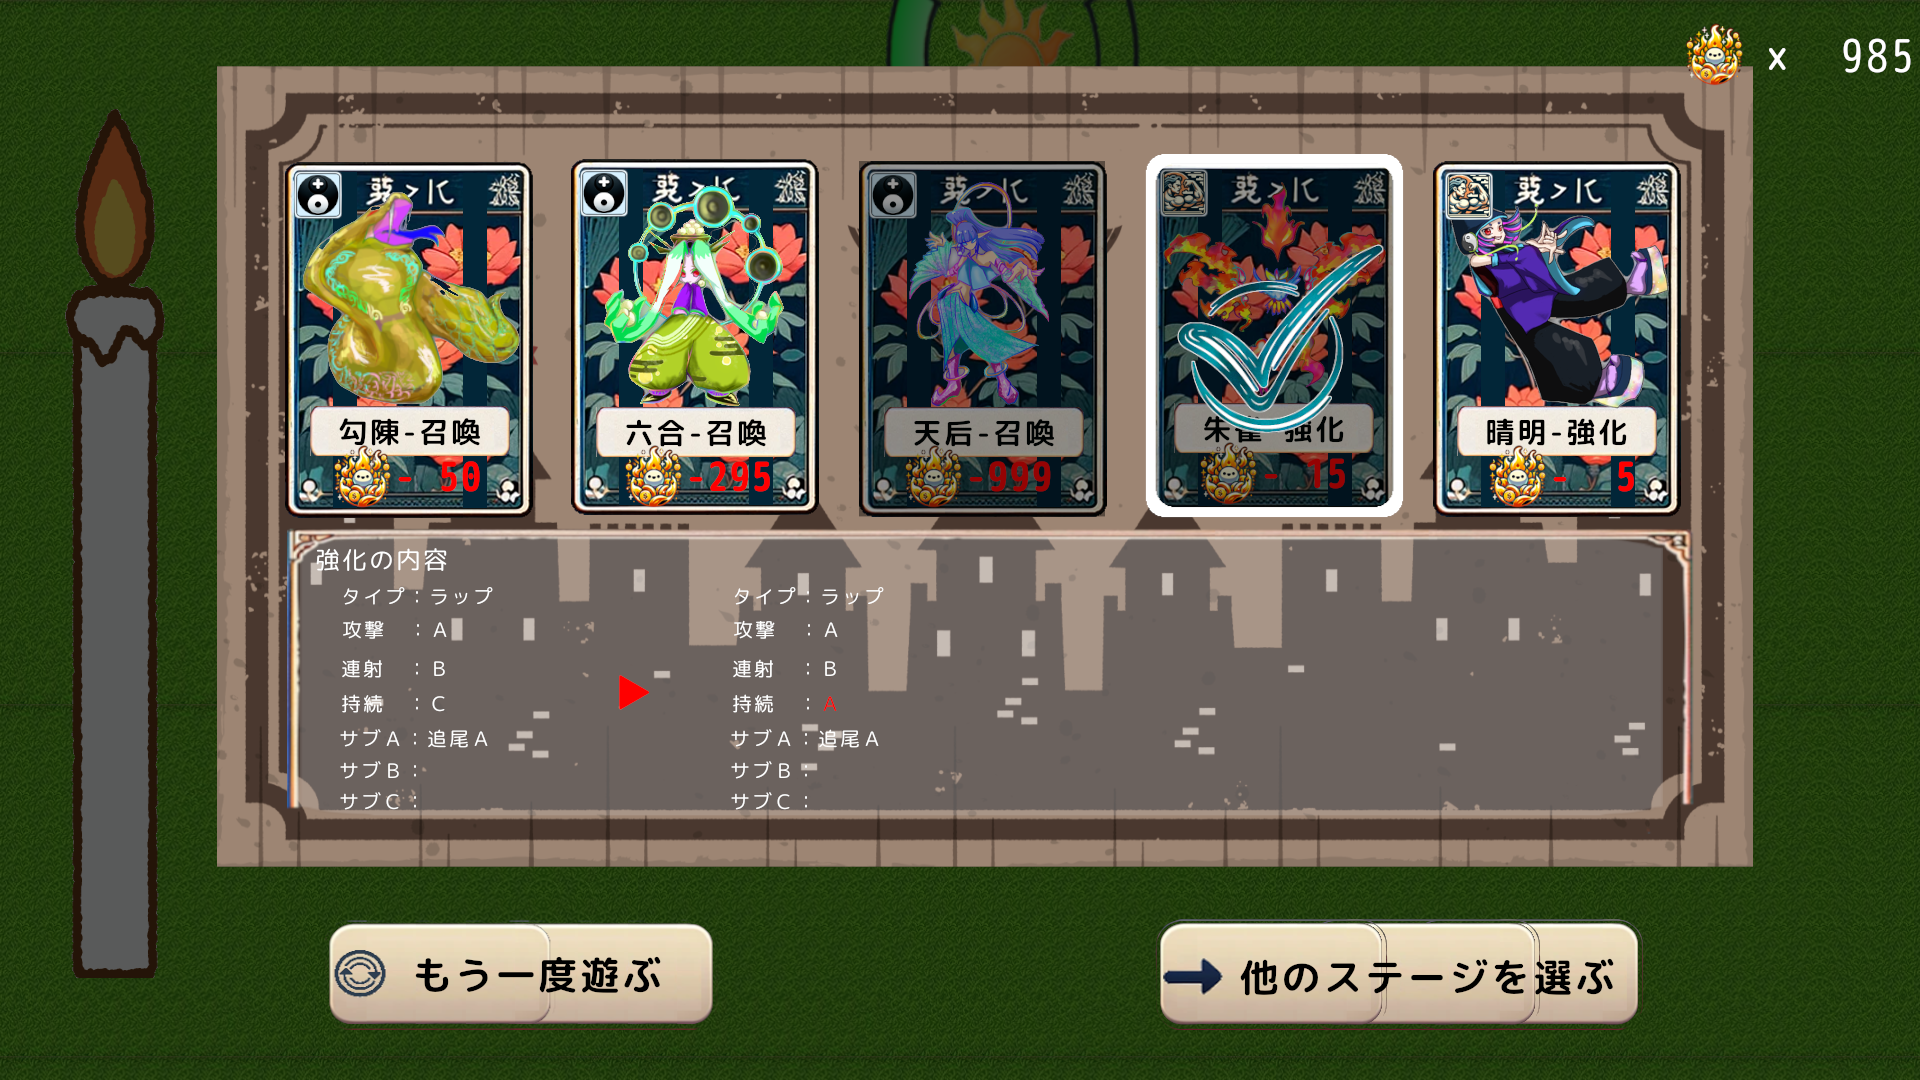 x 985
勾陳-召喚
- 50
六合-召喚
-295
天后-召喚
-999
朱雀-強化
- 15
晴明-強化
- 5
強化の内容
タイプ：ラップ
攻撃 ：A
連射 ：B
持続 ：C
サブA：追尾A
サブB：
サブC：
タイプ：ラップ
攻撃 ：A
連射 ：B
持続 ：A
サブA：追尾A
サブB：
サブC：
もう一度遊ぶ
他のステージを選ぶ